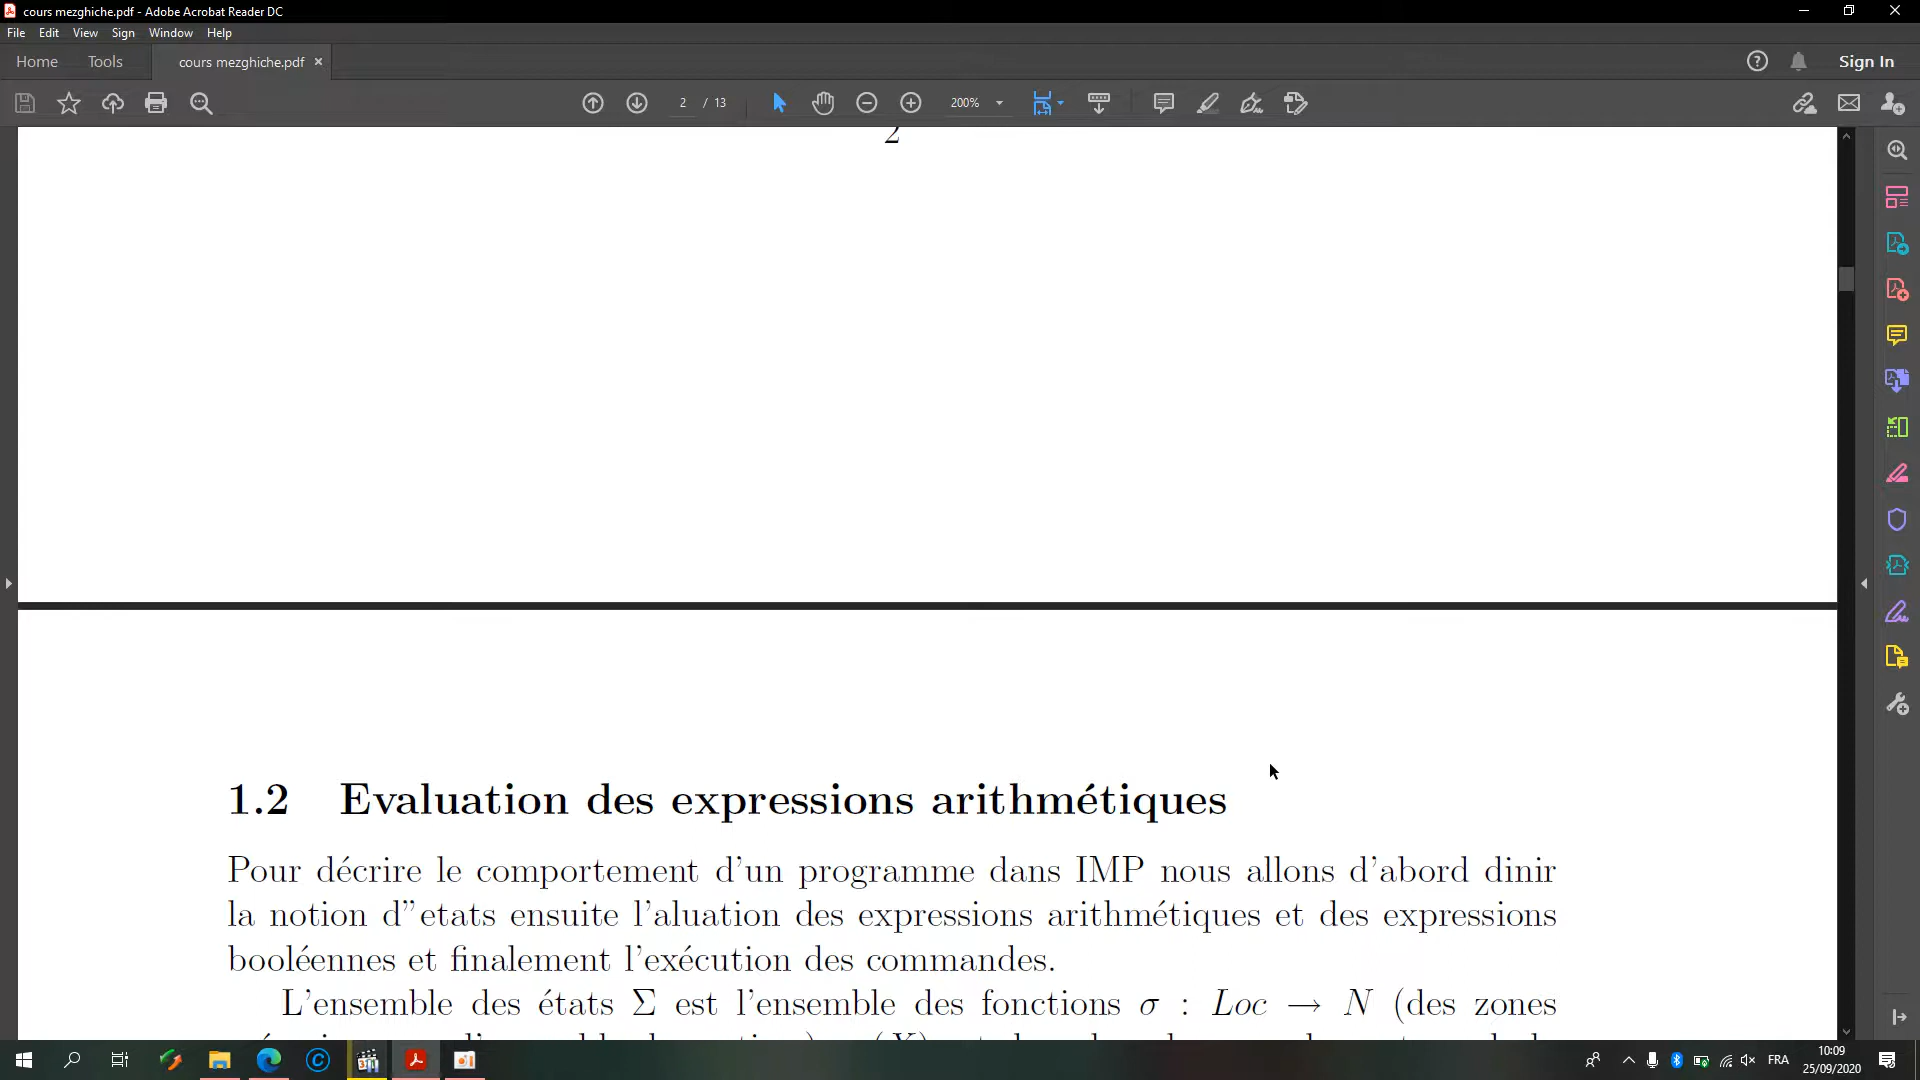 cours mezghiche.pdf - Adobe Acrobat Reader DC
File Edit View Sign Window Help
Home Tools cours mezghiche.pdf × Sign In
2 / 13 200%
2
1.2 Evaluation des expressions arithmétiques
Pour décrire le comportement d'un programme dans IMP nous allons d'abord dinir
la notion d"etats ensuite l'aluation des expressions arithmétiques et des expressions
booléennes et finalement l'exécution des commandes.
L'ensemble des états Σ est l'ensemble des fonctions σ : Loc → N (des zones
FRA
10:09
25/09/2020